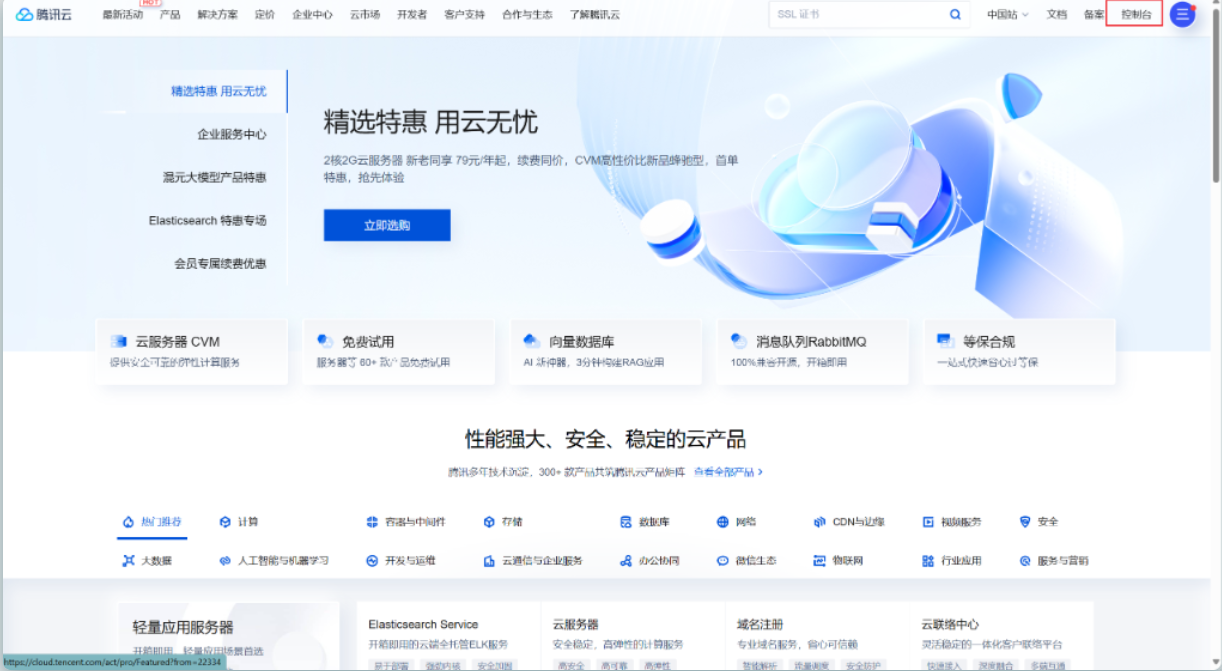 腾讯云 最新活动 HOT 产品 解决方案 定价 企业中心 云市场 开发者 客户支持 合作与生态 了解腾讯云 SSL 证书 中国站 文档 备案 控制台
精选特惠 用云无忧
企业服务中心
混元大模型产品特惠
Elasticsearch 特惠专场
会员专属续费优惠
精选特惠 用云无忧
2核2G云服务器 新老同享 79元/年起，续费同价，CVM高性价比新品蜂驰型，首单
特惠，抢先体验
立即选购
云服务器 CVM
提供安全可靠的弹性计算服务
免费试用
服务器等 60+ 款产品免费试用
向量数据库
AI 新神器，3分钟构建RAG应用
消息队列RabbitMQ
100%兼容开源，开箱即用
等保合规
一站式快速省心过等保
性能强大、安全、稳定的云产品
腾讯多年技术沉淀，300+ 款产品共筑腾讯云产品矩阵 查看全部产品 >
热门推荐 计算 容器与中间件 存储 数据库 网络 CDN与边缘 视频服务 安全
大数据 人工智能与机器学习 开发与运维 云通信与企业服务 办公协同 微信生态 物联网 行业应用 服务与营销
轻量应用服务器
开箱即用，轻量应用场景首选
Elasticsearch Service
开箱即用的云端全托管ELK服务
易于部署 强劲内核 安全加固
云服务器
安全稳定，高弹性的计算服务
高安全 高可靠 高弹性
域名注册
专业域名服务，省心可信赖
智能解析 流量调度 安全防护
云联络中心
灵活稳定的一体化客户联络平台
快速接入 深度融合 多端互通
https://cloud.tencent.com/act/pro/Featured?from=22334